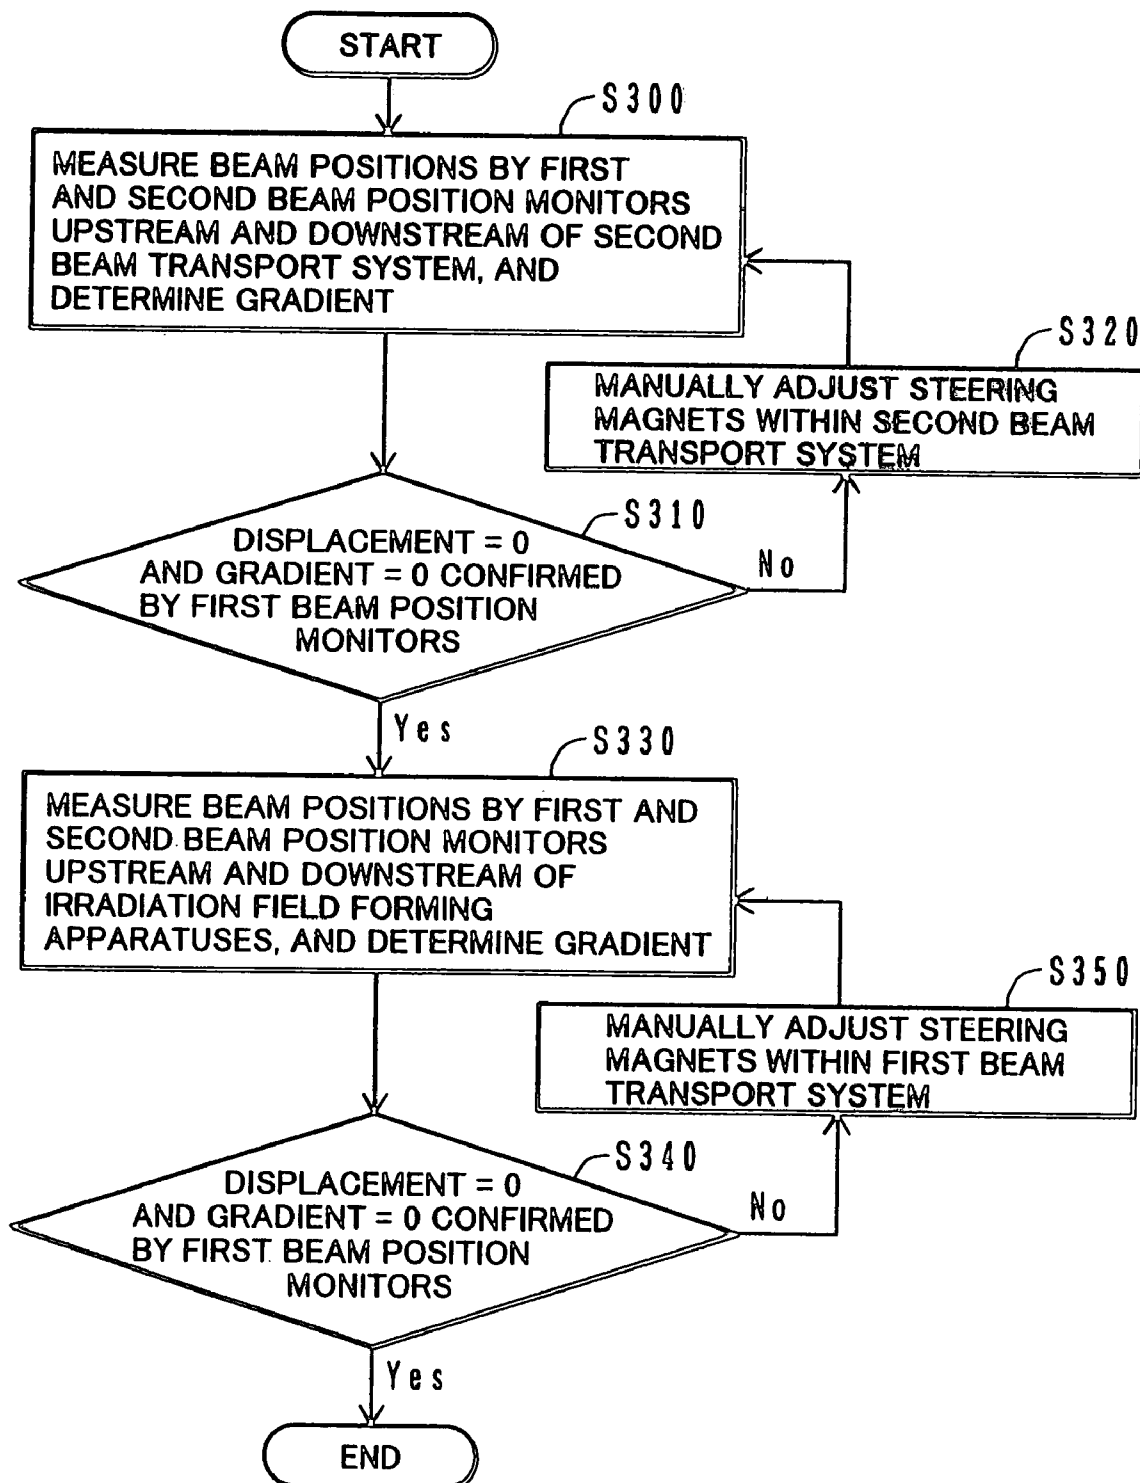 START
S300
MEASURE BEAM POSITIONS BY FIRST
AND SECOND BEAM POSITION MONITORS
UPSTREAM AND DOWNSTREAM OF SECOND
BEAM TRANSPORT SYSTEM, AND
DETERMINE GRADIENT
S320
MANUALLY ADJUST STEERING
MAGNETS WITHIN SECOND BEAM
TRANSPORT SYSTEM
S310
DISPLACEMENT = 0
AND GRADIENT = 0 CONFIRMED
BY FIRST BEAM POSITION
MONITORS
No
Yes
S330
MEASURE BEAM POSITIONS BY FIRST AND
SECOND BEAM POSITION MONITORS
UPSTREAM AND DOWNSTREAM OF
IRRADIATION FIELD FORMING
APPARATUSES, AND DETERMINE GRADIENT
S350
MANUALLY ADJUST STEERING
MAGNETS WITHIN FIRST BEAM
TRANSPORT SYSTEM
S340
DISPLACEMENT = 0
AND GRADIENT = 0 CONFIRMED
BY FIRST BEAM POSITION
MONITORS
No
Yes
END